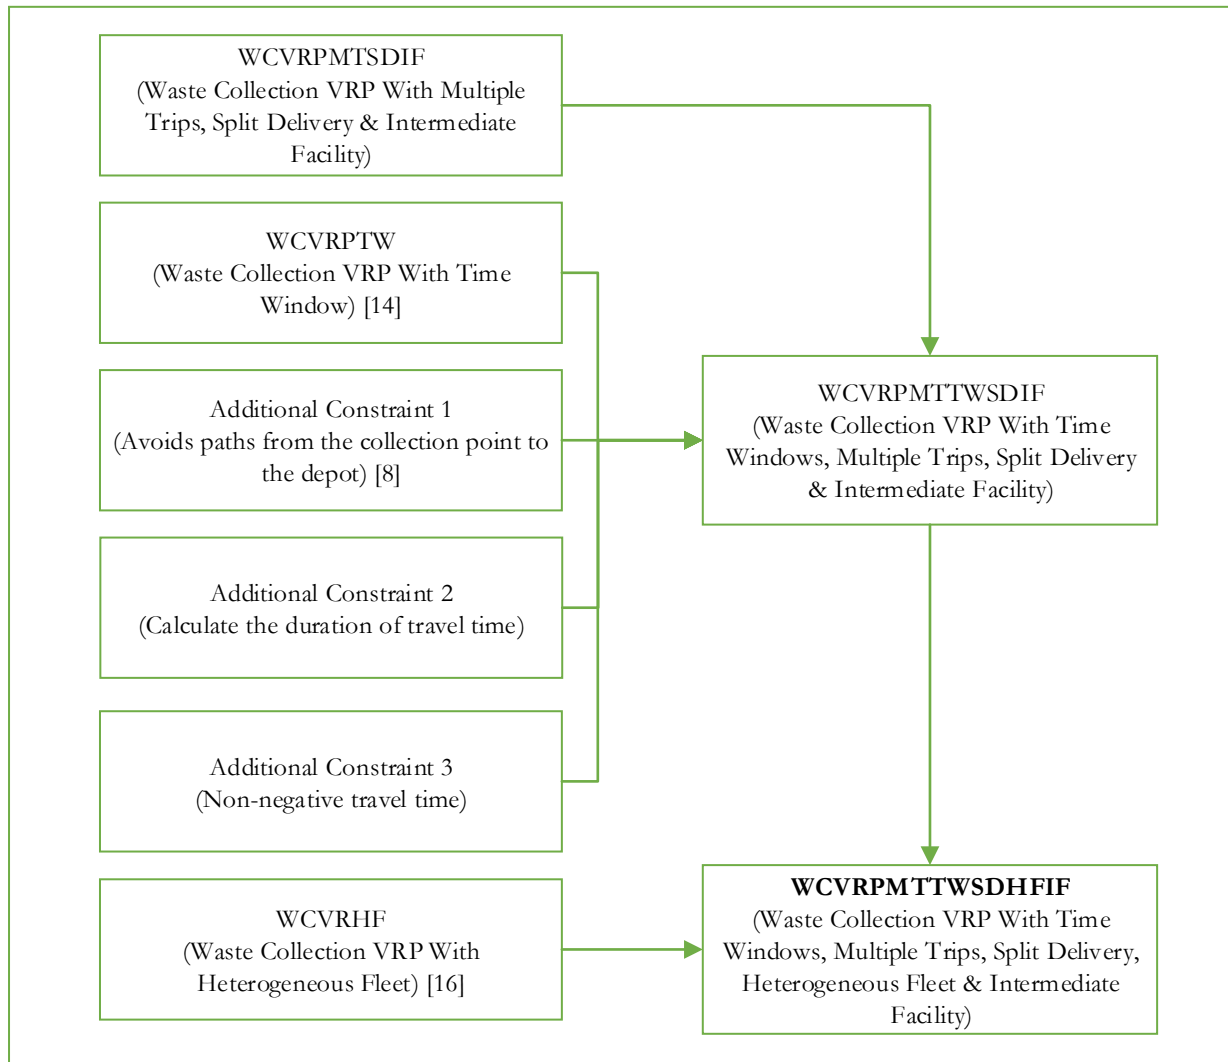 WCVRPMTSDIF
(Waste Collection VRP With Multiple
Trips, Split Delivery & Intermediate
Facility)
WCVRPTW
(Waste Collection VRP With Time
Window) [14]
Additional Constraint 1
(Avoids paths from the collection point to
the depot) [8]
Additional Constraint 2
(Calculate the duration of travel time)
Additional Constraint 3
(Non-negative travel time)
WCVRHF
(Waste Collection VRP With
Heterogeneous Fleet) [16]
WCVRPMTTWSDIF
(Waste Collection VRP With Time
Windows, Multiple Trips, Split Delivery
& Intermediate Facility)
WCVRPMTTWSDHFIF
(Waste Collection VRP With Time
Windows, Multiple Trips, Split Delivery,
Heterogeneous Fleet & Intermediate
Facility)